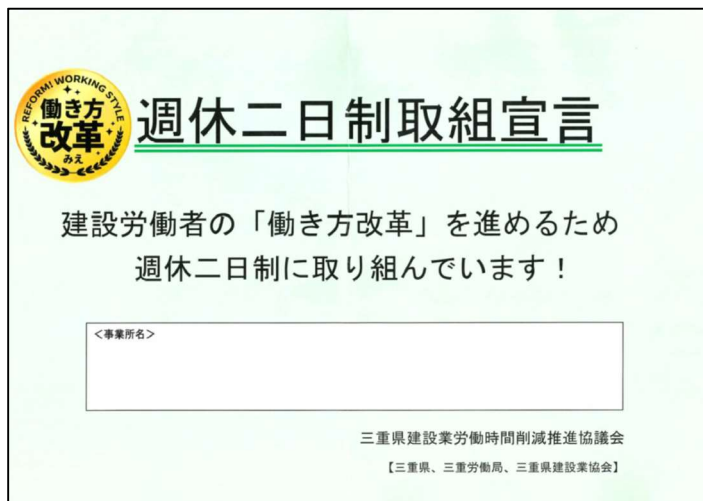 REFORM! WORKING STYLE
働き方
改革
みえ
週休二日制取組宣言
建設労働者の「働き方改革」を進めるため
週休二日制に取り組んでいます！
＜事業所名＞
三重県建設業労働時間削減推進協議会
【三重県、三重労働局、三重県建設業協会】